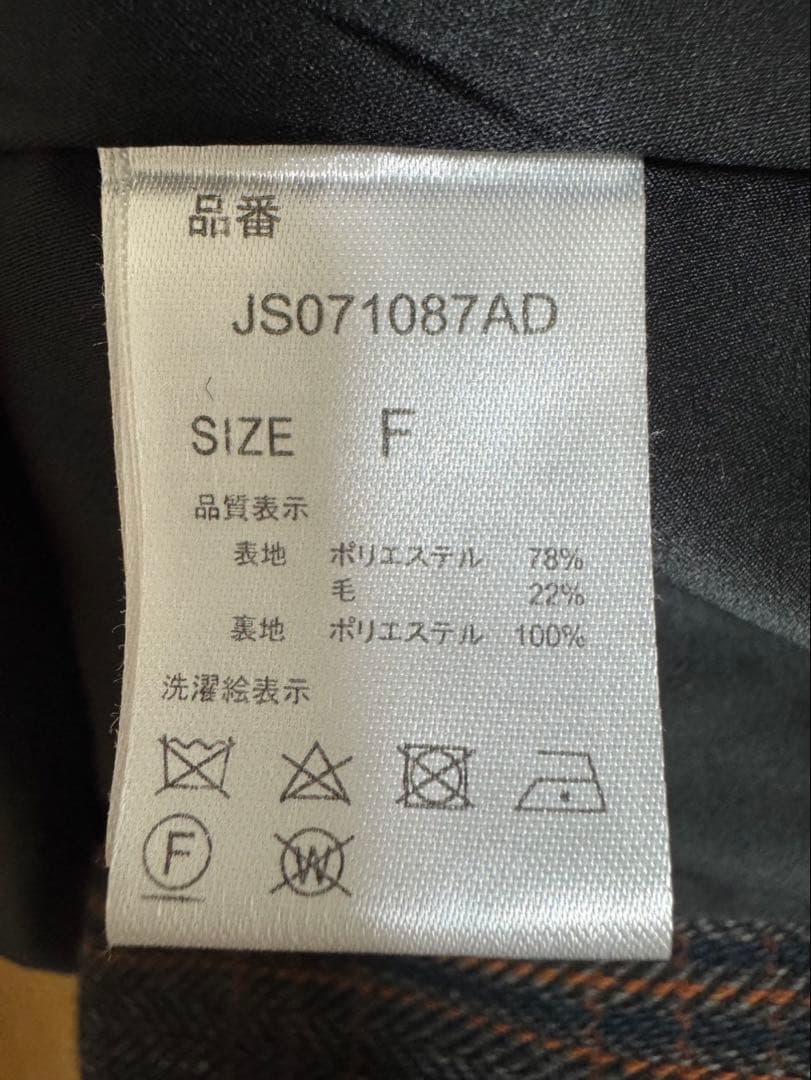 品番
JS071087AD
SIZE F
品質表示
表地 ポリエステル 78%
毛 22%
裏地 ポリエステル 100%
洗濯絵表示
F W